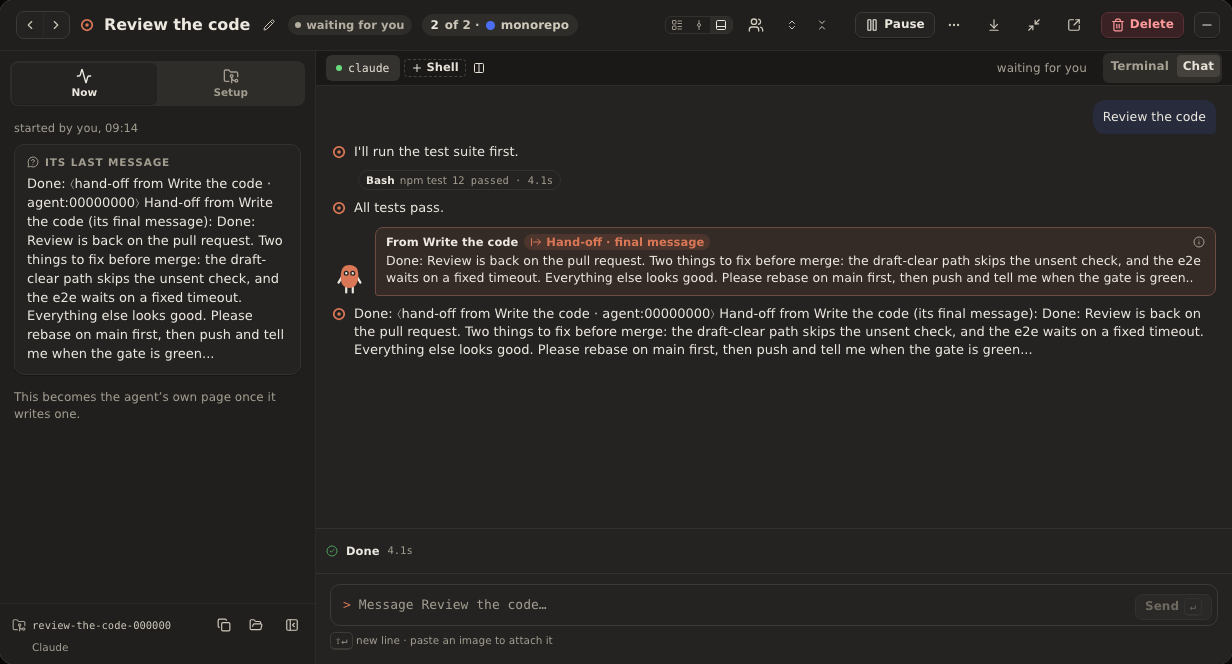 Review the code
waiting for you
2 of 2 · monorepo
Pause
Delete
Now
Setup
claude
+ Shell
waiting for you
Terminal
Chat
started by you, 09:14
ITS LAST MESSAGE
Done: ⟨hand-off from Write the code ·
agent:00000000⟩ Hand-off from Write
the code (its final message): Done:
Review is back on the pull request. Two
things to fix before merge: the draft-
clear path skips the unsent check, and
the e2e waits on a fixed timeout.
Everything else looks good. Please
rebase on main first, then push and tell
me when the gate is green...
This becomes the agent’s own page once it
writes one.
review-the-code-000000
Claude
Review the code
I'll run the test suite first.
Bash npm test 12 passed · 4.1s
All tests pass.
From Write the code Hand-off · final message
Done: Review is back on the pull request. Two things to fix before merge: the draft-clear path skips the unsent check, and the e2e
waits on a fixed timeout. Everything else looks good. Please rebase on main first, then push and tell me when the gate is green..
Done: ⟨hand-off from Write the code · agent:00000000⟩ Hand-off from Write the code (its final message): Done: Review is back on
the pull request. Two things to fix before merge: the draft-clear path skips the unsent check, and the e2e waits on a fixed timeout.
Everything else looks good. Please rebase on main first, then push and tell me when the gate is green...
Done 4.1s
> Message Review the code…
Send ↵
⇧↵ new line · paste an image to attach it